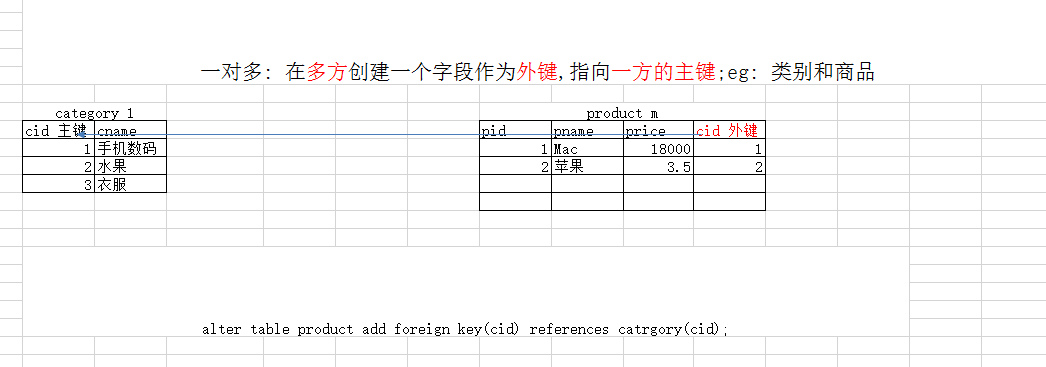 一对多: 在多方创建一个字段作为外键,指向一方的主键;eg: 类别和商品
category 1
product m
cid 主键 cname
pid pname price cid 外键
1 手机数码
1 Mac 18000 1
2 水果
2 苹果 3.5 2
3 衣服
alter table product add foreign key(cid) references catrgory(cid);